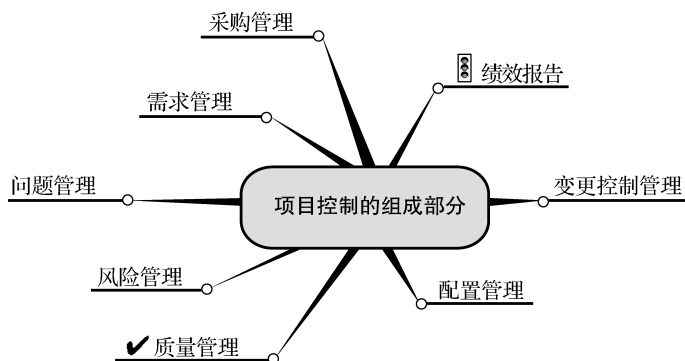 采购管理
绩效报告
需求管理
问题管理
项目控制的组成部分
变更控制管理
风险管理
配置管理
质量管理